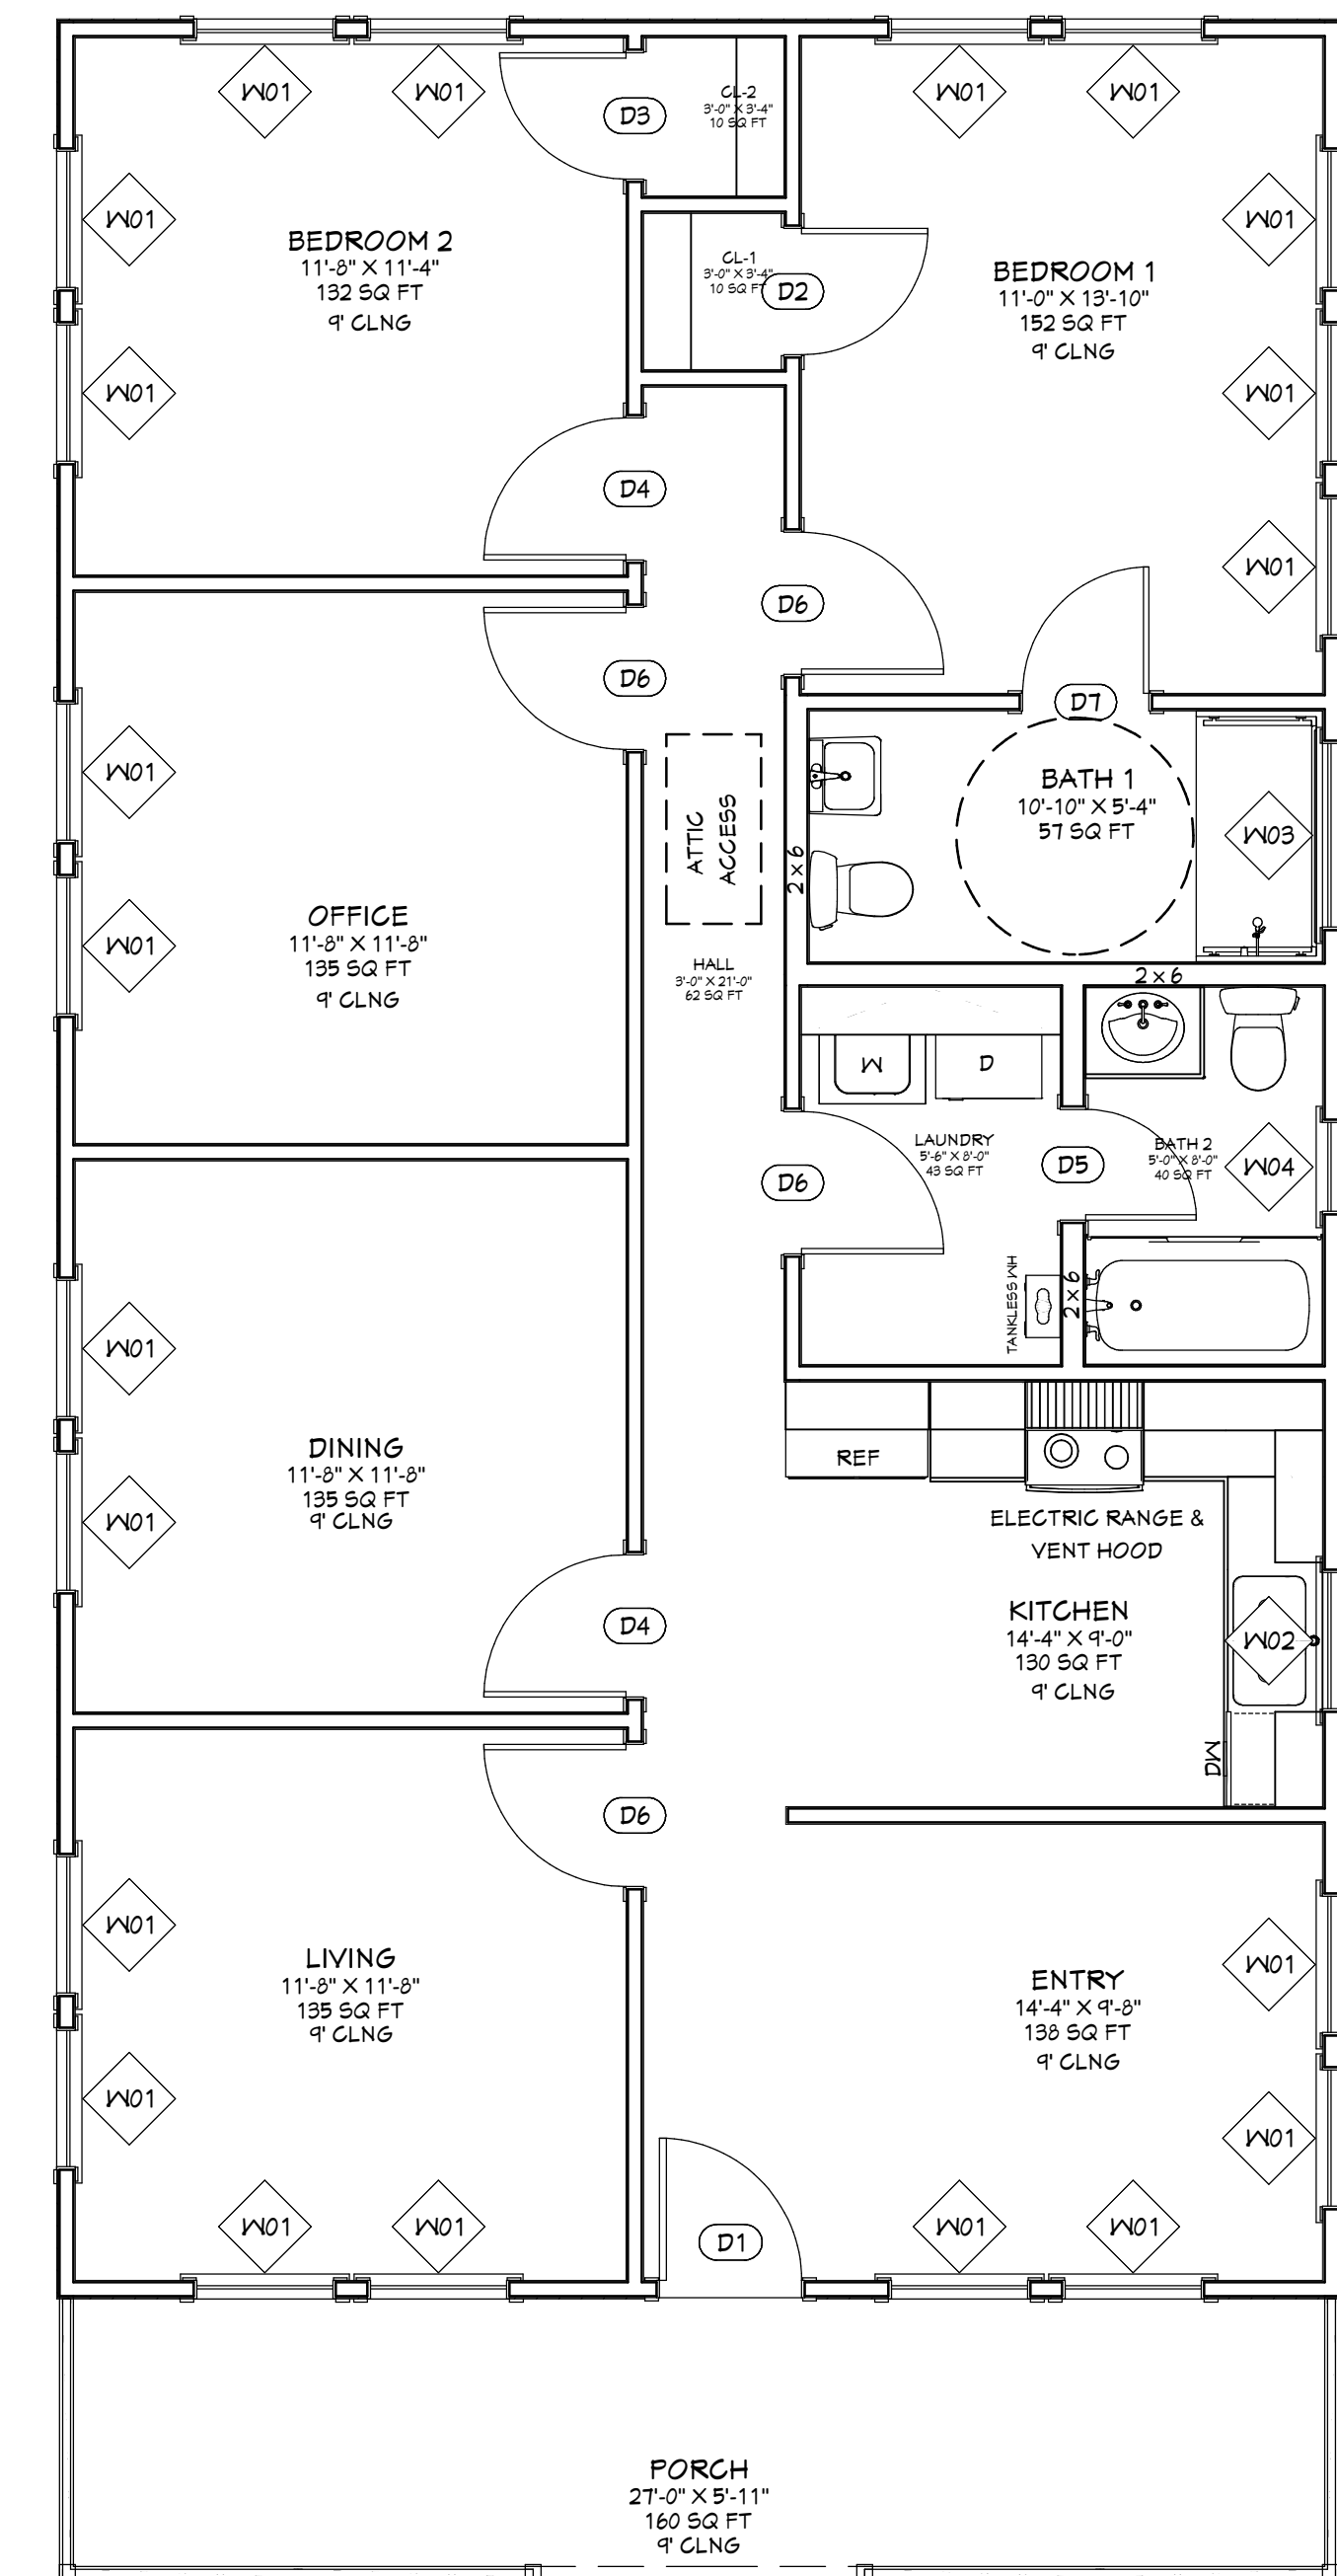 W01
W01
W01
W01
D3
CL-2
3'-0" X 3'-4"
10 SQ FT
W01
W01
BEDROOM 2
11'-8" X 11'-4"
132 SQ FT
9' CLNG
CL-1
3'-0" X 3'-4"
10 SQ FT
D2
BEDROOM 1
11'-0" X 13'-10"
152 SQ FT
9' CLNG
W01
W01
W01
D4
D6
D6
D7
W01
ATTIC
ACCESS
2 x 6
BATH 1
10'-10" X 5'-4"
57 SQ FT
W03
OFFICE
11'-8" X 11'-8"
135 SQ FT
9' CLNG
W01
HALL
3'-0" X 21'-0"
62 SQ FT
2 x 6
W
D
LAUNDRY
5'-6" X 8'-0"
43 SQ FT
D6
D5
BATH 2
5'-0" X 8'-0"
40 SQ FT
W04
TANKLESS WH
2 x 6
W01
DINING
11'-8" X 11'-8"
135 SQ FT
9' CLNG
W01
REF
ELECTRIC RANGE &
VENT HOOD
KITCHEN
14'-4" X 9'-0"
130 SQ FT
9' CLNG
W02
D4
DW
D6
W01
LIVING
11'-8" X 11'-8"
135 SQ FT
9' CLNG
W01
ENTRY
14'-4" X 9'-8"
138 SQ FT
9' CLNG
W01
W01
W01
W01
D1
W01
W01
PORCH
27'-0" X 5'-11"
160 SQ FT
9' CLNG